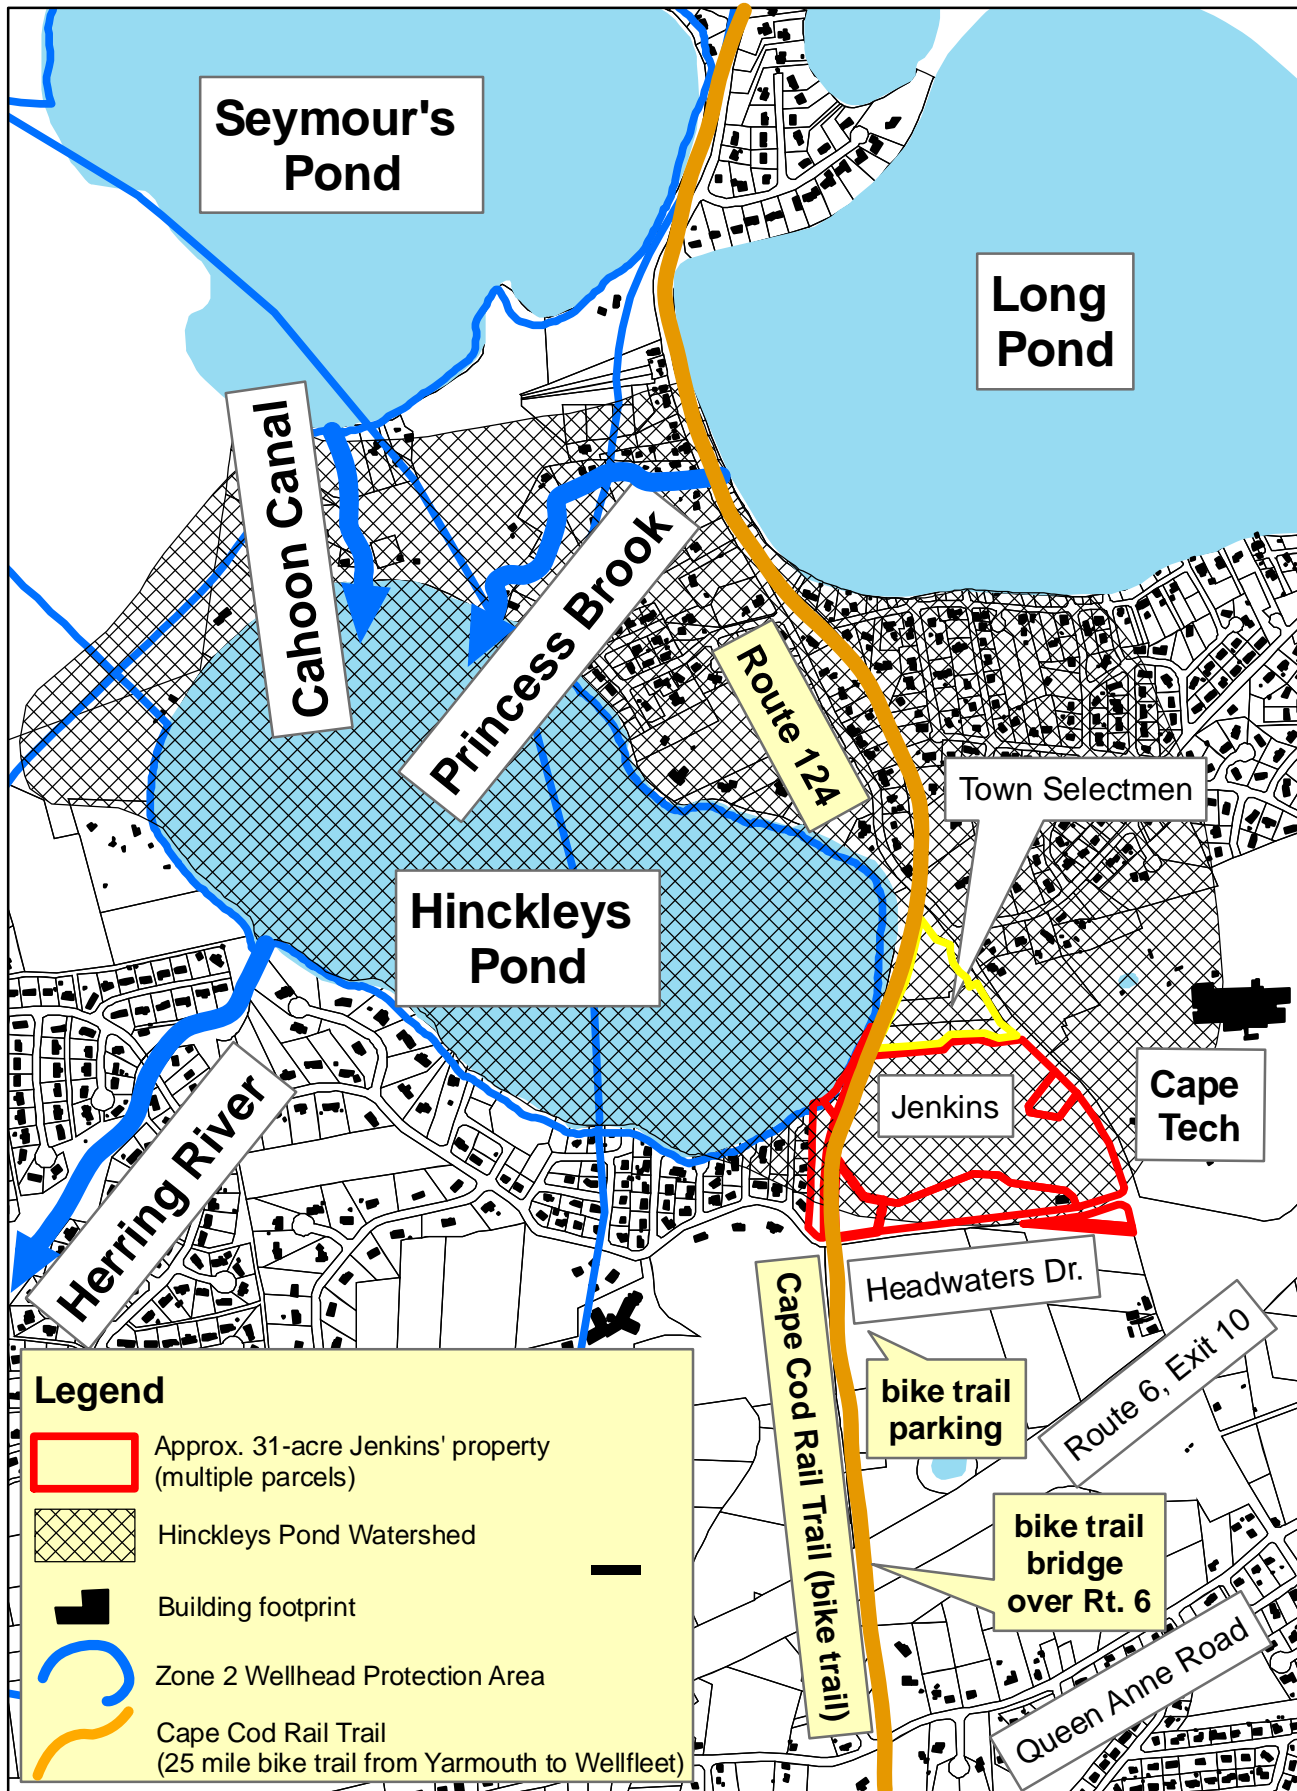 Seymour's
Pond
Long
Pond
Cahoon Canal
Princess Brook
Route 124
Town Selectmen
Hinckleys
Pond
Cape
Tech
Jenkins
Herring River
Headwaters Dr.
Cape Cod Rail Trail (bike trail)
Route 6, Exit 10
bike trail
parking
bike trail
bridge
over Rt. 6
Queen Anne Road
Legend
Approx. 31-acre Jenkins' property
(multiple parcels)
Hinckleys Pond Watershed
Building footprint
Zone 2 Wellhead Protection Area
Cape Cod Rail Trail
(25 mile bike trail from Yarmouth to Wellfleet)